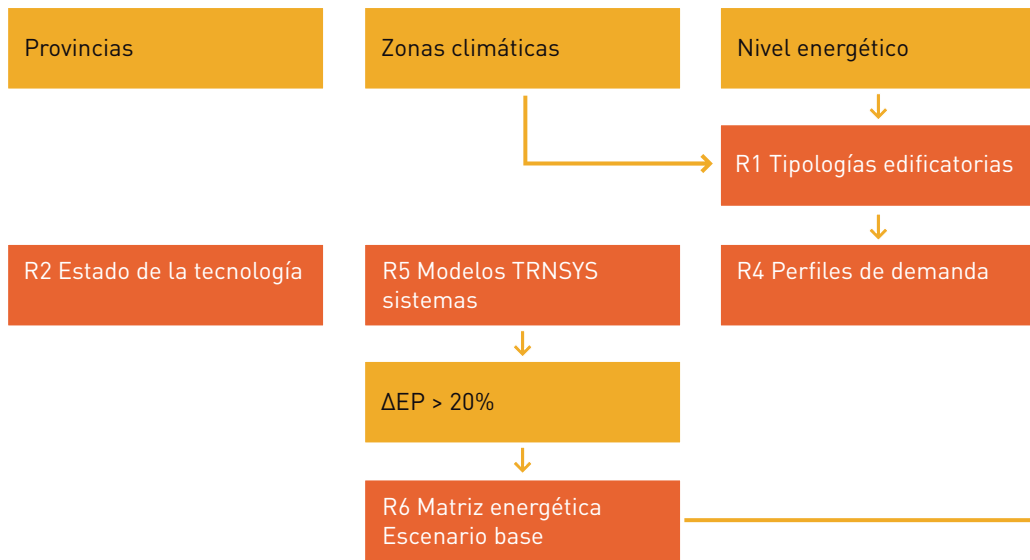 Provincias
Zonas climáticas
Nivel energético
R1 Tipologías edificatorias
R2 Estado de la tecnología
R5 Modelos TRNSYS
sistemas
R4 Perfiles de demanda
ΔEP > 20%
R6 Matriz energética
Escenario base